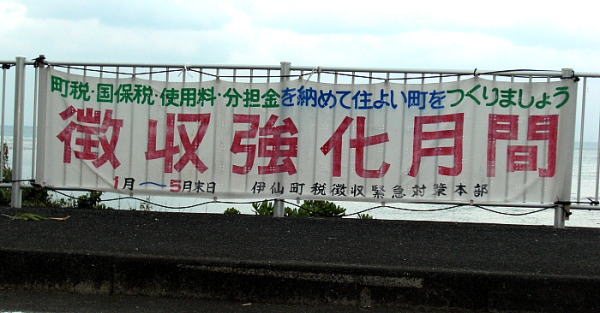 町税・国保税・使用料・分担金を納めて住よい町をつくりましょう
徴収強化月間
1月～5月末日 伊仙町税徴収緊急対策本部